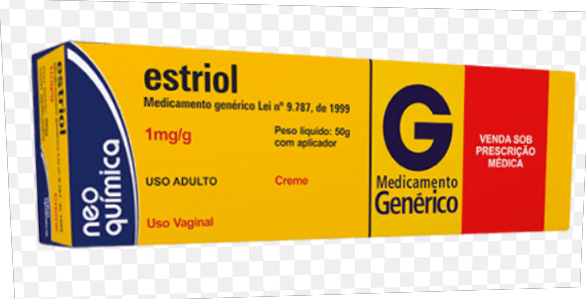 estriol
Medicamento genérico Lei nº 9.787, de 1999
1mg/g
Peso líquido: 50g
com aplicador
USO ADULTO
Creme
Uso Vaginal
neo
química
G
Medicamento
Genérico
VENDA SOB
PRESCRIÇÃO
MÉDICA
estriol